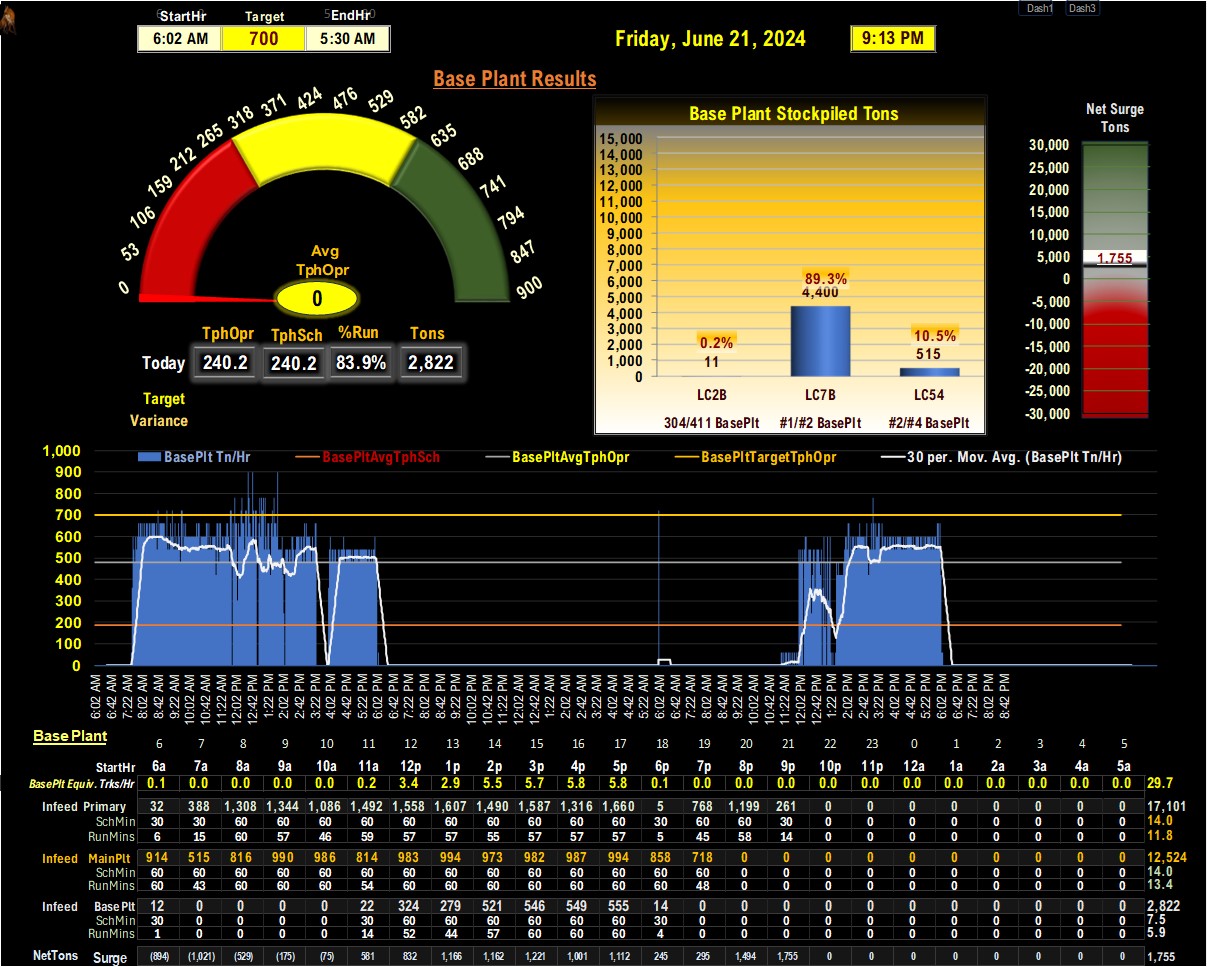 Dash1 Dash3
StartHr Target EndHr
6:02 AM 700 5:30 AM
Friday, June 21, 2024 9:13 PM
Base Plant Results
0 53 106 159 212 265 318 371 424 476 529 582 635 688 741 794 847 900
Avg
TphOpr
0
TphOpr TphSch %Run Tons
Today 240.2 240.2 83.9% 2,822
Target
Variance
Base Plant Stockpiled Tons
15,000
14,000
13,000
12,000
11,000
10,000
9,000
8,000
7,000
6,000
5,000
4,000
3,000
2,000
1,000
0
0.2% 89.3% 10.5%
11 4,400 515
LC2B LC7B LC54
304/411 BasePlt #1/#2 BasePlt #2/#4 BasePlt
Net Surge
Tons
30,000
25,000
20,000
15,000
10,000
5,000
0
-5,000
-10,000
-15,000
-20,000
-25,000
-30,000
1,755
BasePlt Tn/Hr BasePltAvgTphSch BasePltAvgTphOpr BasePltTargetTphOpr 30 per. Mov. Avg. (BasePlt Tn/Hr)
1,000
900
800
700
600
500
400
300
200
100
0
6:02 AM 6:42 AM 7:22 AM 8:02 AM 8:42 AM 9:22 AM 10:02 AM 10:42 AM 11:22 AM 12:02 PM 12:42 PM 1:22 PM 2:02 PM 2:42 PM 3:22 PM 4:02 PM 4:42 PM 5:22 PM 6:02 PM 6:42 PM 7:22 PM 8:02 PM 8:42 PM 9:22 PM 10:02 PM 10:42 PM 11:22 PM 12:02 AM 12:42 AM 1:22 AM 2:02 AM 2:42 AM 3:22 AM 4:02 AM 4:42 AM 5:22 AM 6:02 AM 6:42 AM 7:22 AM 8:02 AM 8:42 AM 9:22 AM 10:02 AM 10:42 AM 11:22 AM 12:02 PM 12:42 PM 1:22 PM 2:02 PM 2:42 PM 3:22 PM 4:02 PM 4:42 PM 5:22 PM 6:02 PM 6:42 PM 7:22 PM 8:02 PM 8:42 PM
Base Plant
6 7 8 9 10 11 12 13 14 15 16 17 18 19 20 21 22 23 0 1 2 3 4 5
StartHr 6a 7a 8a 9a 10a 11a 12p 1p 2p 3p 4p 5p 6p 7p 8p 9p 10p 11p 12a 1a 2a 3a 4a 5a
BasePlt Equiv. Trks/Hr 0.1 0.0 0.0 0.0 0.0 0.2 3.4 2.9 5.5 5.7 5.8 5.8 0.1 0.0 0.0 0.0 0.0 0.0 0.0 0.0 0.0 0.0 0.0 0.0 29.7
Infeed Primary 32 388 1,308 1,344 1,086 1,492 1,558 1,607 1,490 1,587 1,316 1,660 5 768 1,199 261 0 0 0 0 0 0 0 0 17,101
SchMin 30 30 60 60 60 60 60 60 60 60 60 60 30 60 60 30 0 0 0 0 0 0 0 0 14.0
RunMins 6 15 60 57 46 59 57 57 55 57 57 57 5 45 58 14 0 0 0 0 0 0 0 0 11.8
Infeed MainPlt 914 515 816 990 986 814 983 994 973 982 987 994 858 718 0 0 0 0 0 0 0 0 0 0 12,524
SchMin 60 60 60 60 60 60 60 60 60 60 60 60 60 60 0 0 0 0 0 0 0 0 0 0 14.0
RunMins 60 43 60 60 60 54 60 60 60 60 60 60 60 48 0 0 0 0 0 0 0 0 0 0 13.4
Infeed BasePlt 12 0 0 0 0 22 324 279 521 546 549 555 14 0 0 0 0 0 0 0 0 0 0 0 2,822
SchMin 30 0 0 0 0 30 60 60 60 60 60 60 30 0 0 0 0 0 0 0 0 0 0 0 7.5
RunMins 1 0 0 0 0 14 52 44 57 60 60 60 4 0 0 0 0 0 0 0 0 0 0 0 5.9
NetTons Surge (894) (1,021) (529) (175) (75) 581 832 1,166 1,162 1,221 1,001 1,112 245 295 1,494 1,755 0 0 0 0 0 0 0 0 1,755